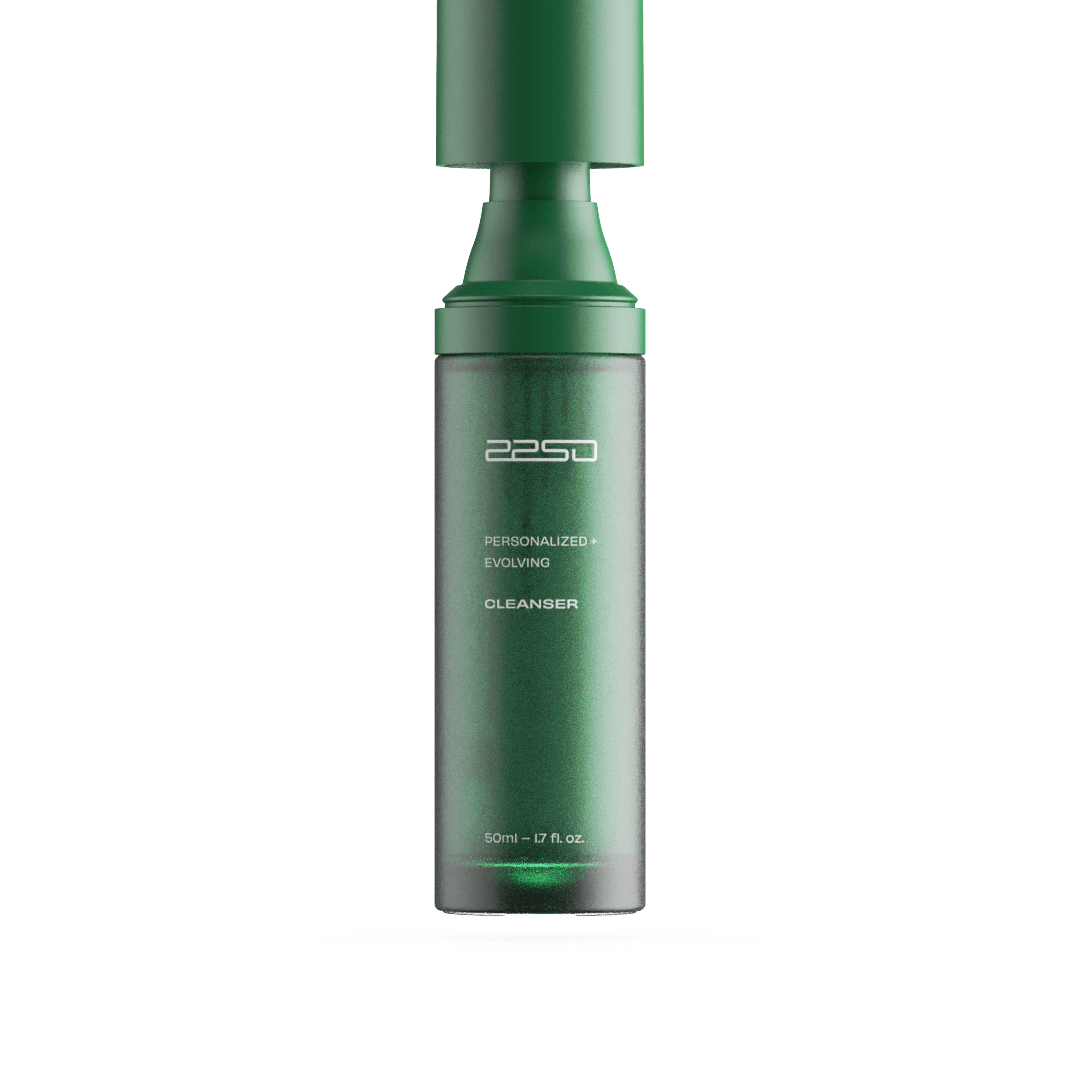 2250
PERSONALIZED +
EVOLVING
CLEANSER
50ml – 1.7 fl. oz.